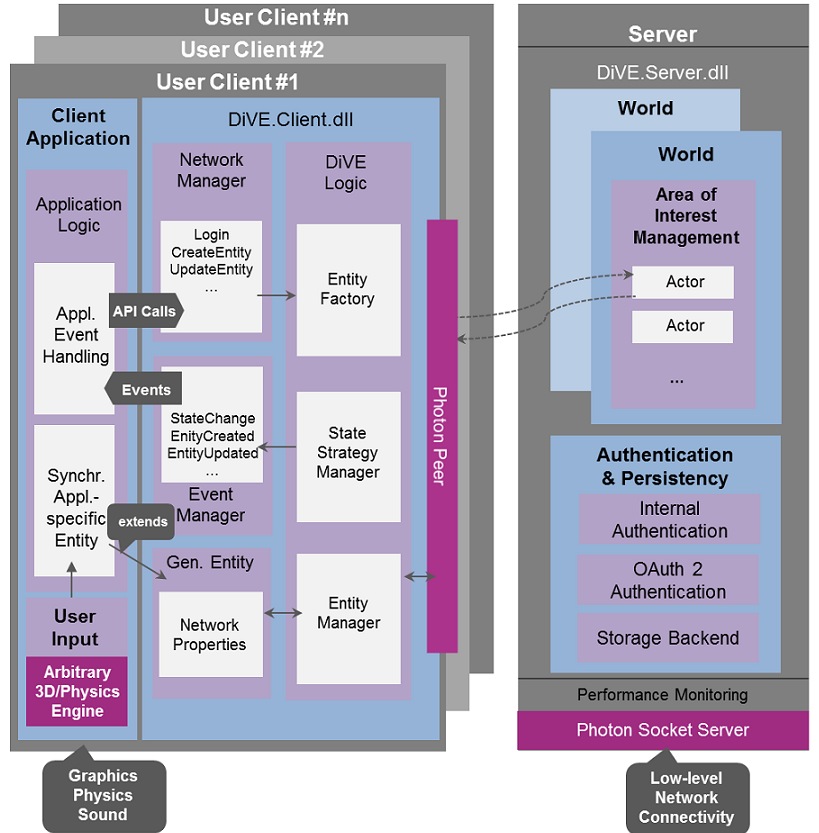 User Client #n
User Client #2
User Client #1
Client
Application
Application
Logic
Appl.
Event
Handling
Synchr.
Appl.-
specific
Entity
User
Input
Arbitrary
3D/Physics
Engine
Graphics
Physics
Sound
API Calls
Events
extends
DiVE.Client.dll
Network
Manager
Login
CreateEntity
UpdateEntity
...
StateChange
EnityCreated
EntityUpdated
...
Event
Manager
Gen. Entity
Network
Properties
DiVE
Logic
Entity
Factory
State
Strategy
Manager
Entity
Manager
Photon Peer
Server
DiVE.Server.dll
World
World
Area of
Interest
Management
Actor
Actor
...
Authentication
& Persistency
Internal
Authentication
OAuth 2
Authentication
Storage Backend
Performance Monitoring
Photon Socket Server
Low-level
Network
Connectivity